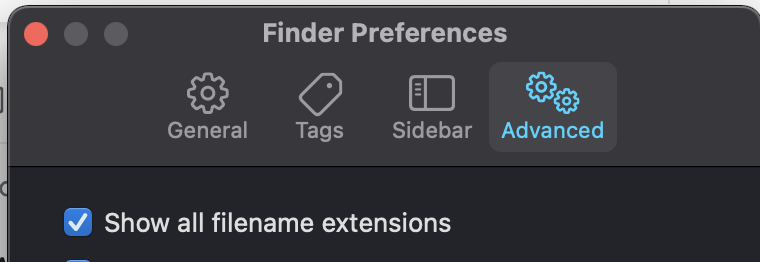 Finder Preferences
General Tags Sidebar Advanced
Show all filename extensions